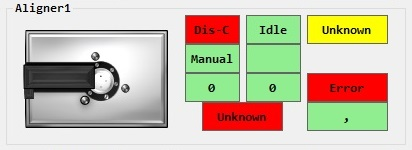 Aligner1
Dis-C Idle Unknown
Manual
0 0 Error
Unknown ,